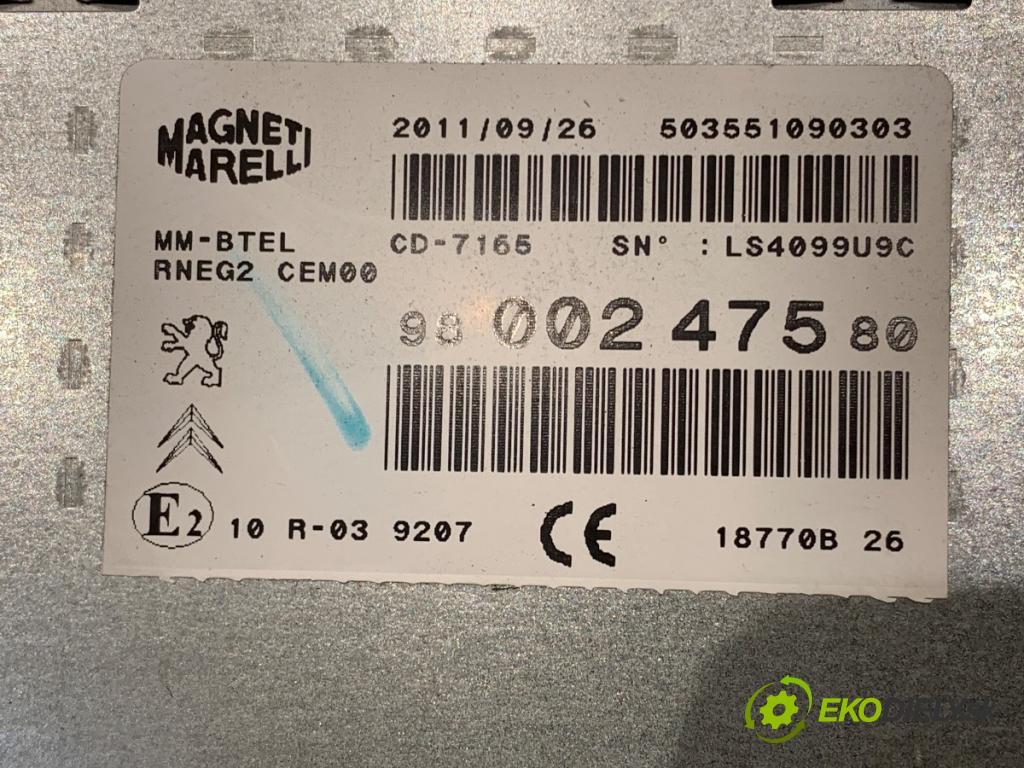 MAGNETI
MARELLI
2011/09/26 503551090303
MM-BTEL
RNEG2 CEM00
CD-7165 SN° : LS4099U9C
98 002 475 80
E2 10 R-03 9207
CE
18770B 26
EKO